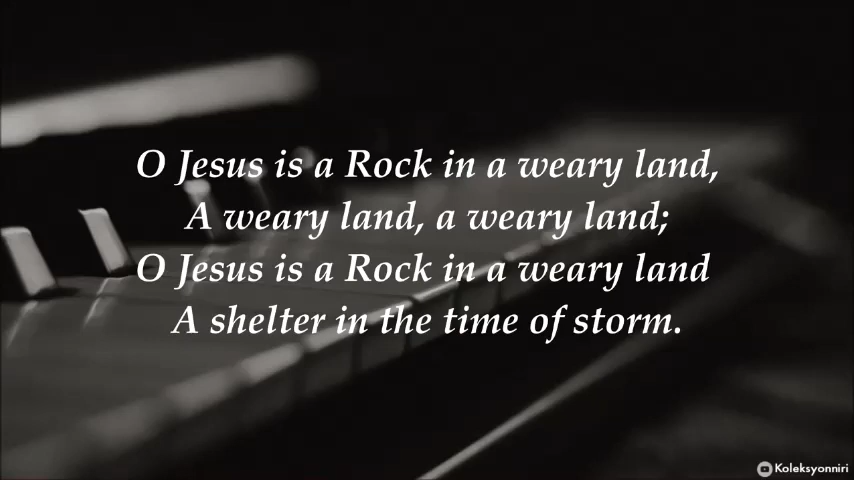 O Jesus is a Rock in a weary land,
A weary land, a weary land;
O Jesus is a Rock in a weary land
A shelter in the time of storm.
Koleksyonniri